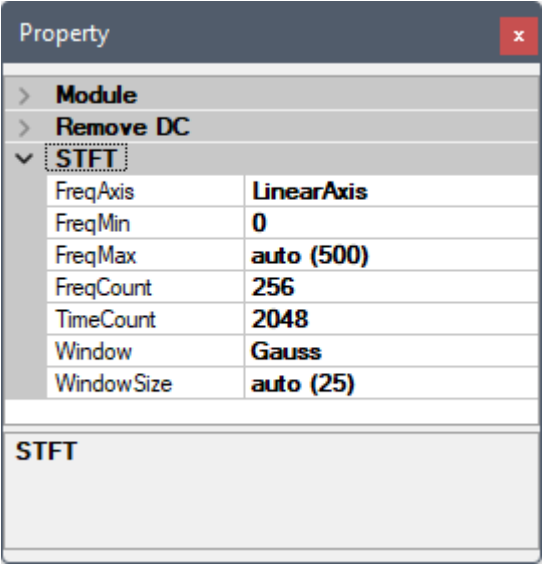 Property
x
Module
Remove DC
STFT
FreqAxis LinearAxis
FreqMin 0
FreqMax auto (500)
FreqCount 256
TimeCount 2048
Window Gauss
WindowSize auto (25)
STFT